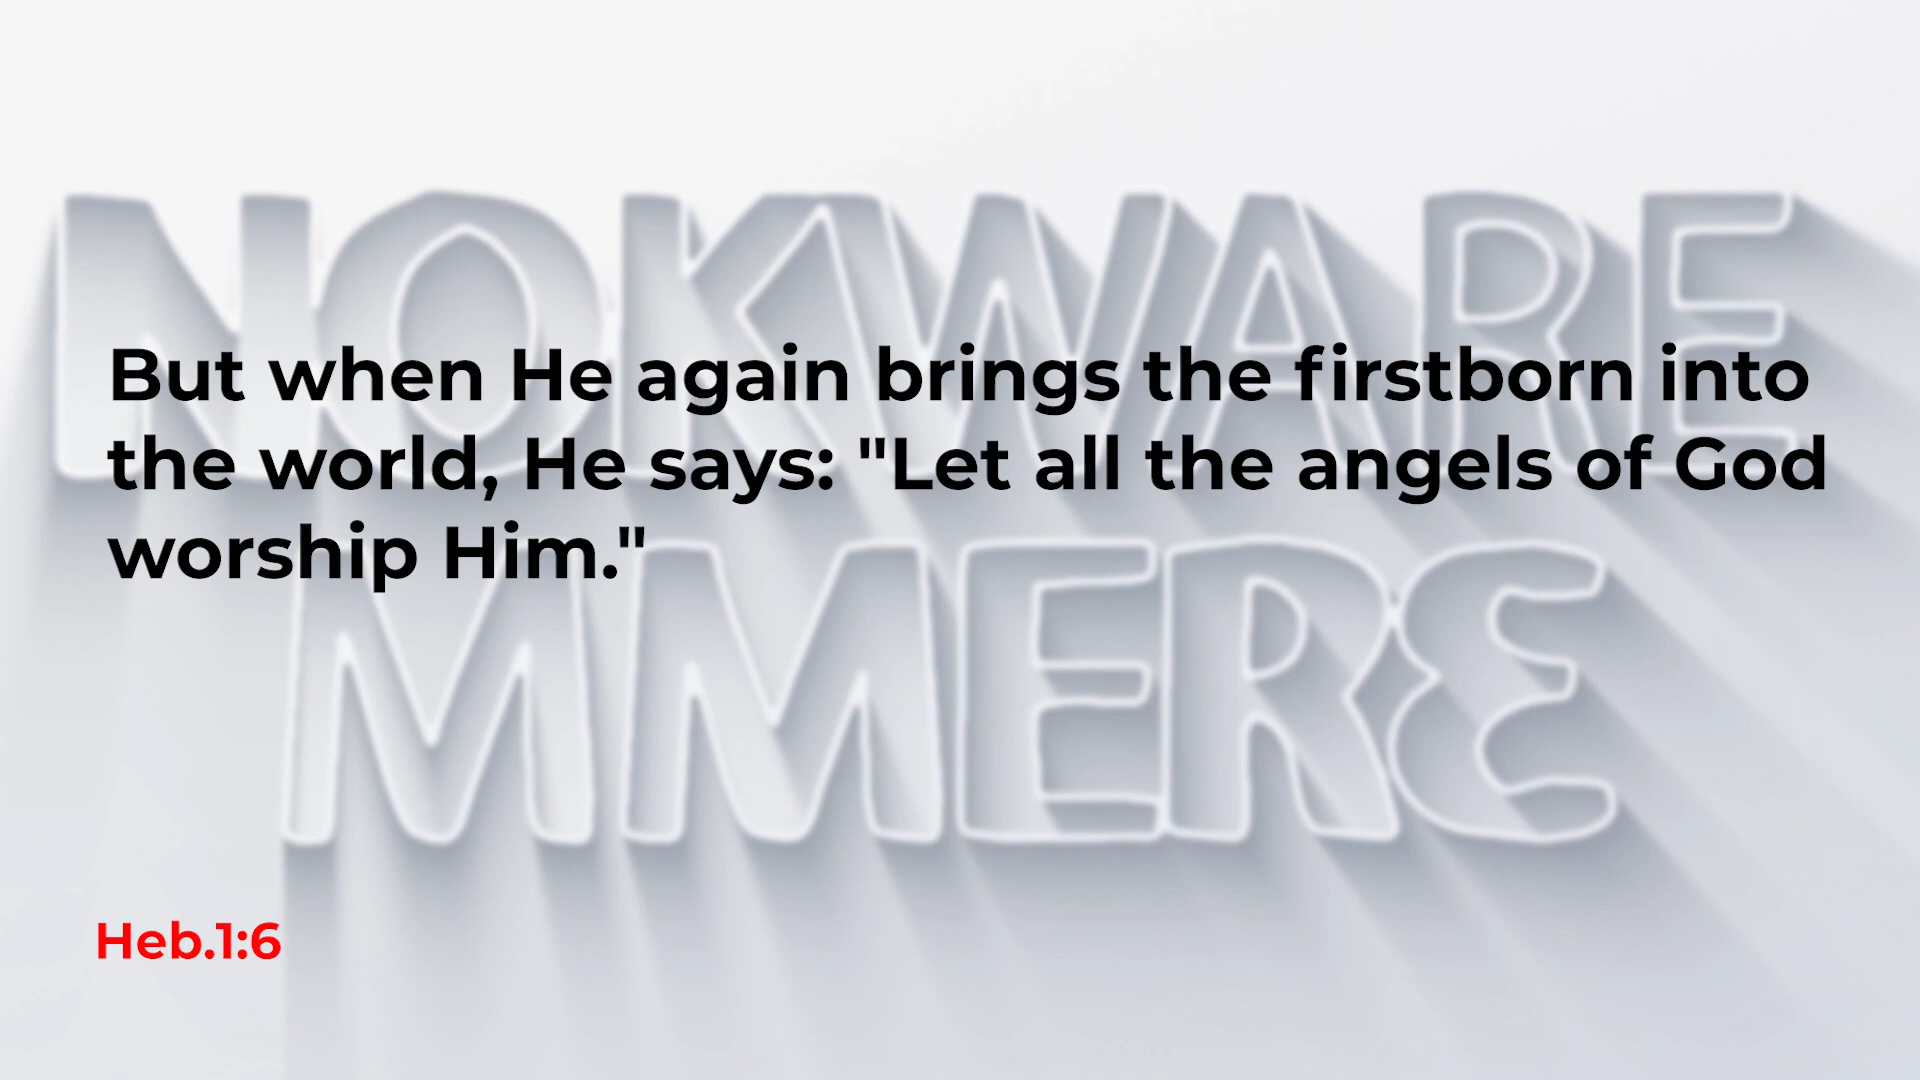 NOKWARE
But when He again brings the firstborn into
the world, He says: "Let all the angels of God
worship Him."
MMERƐ
Heb.1:6